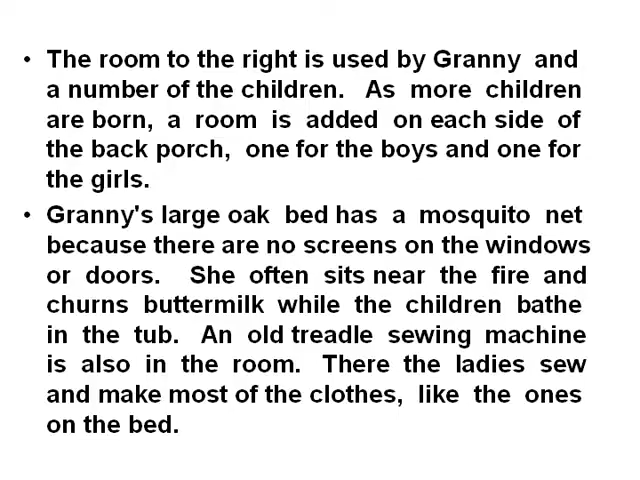 • The room to the right is used by Granny and
a number of the children. As more children
are born, a room is added on each side of
the back porch, one for the boys and one for
the girls.
• Granny's large oak bed has a mosquito net
because there are no screens on the windows
or doors. She often sits near the fire and
churns buttermilk while the children bathe
in the tub. An old treadle sewing machine
is also in the room. There the ladies sew
and make most of the clothes, like the ones
on the bed.